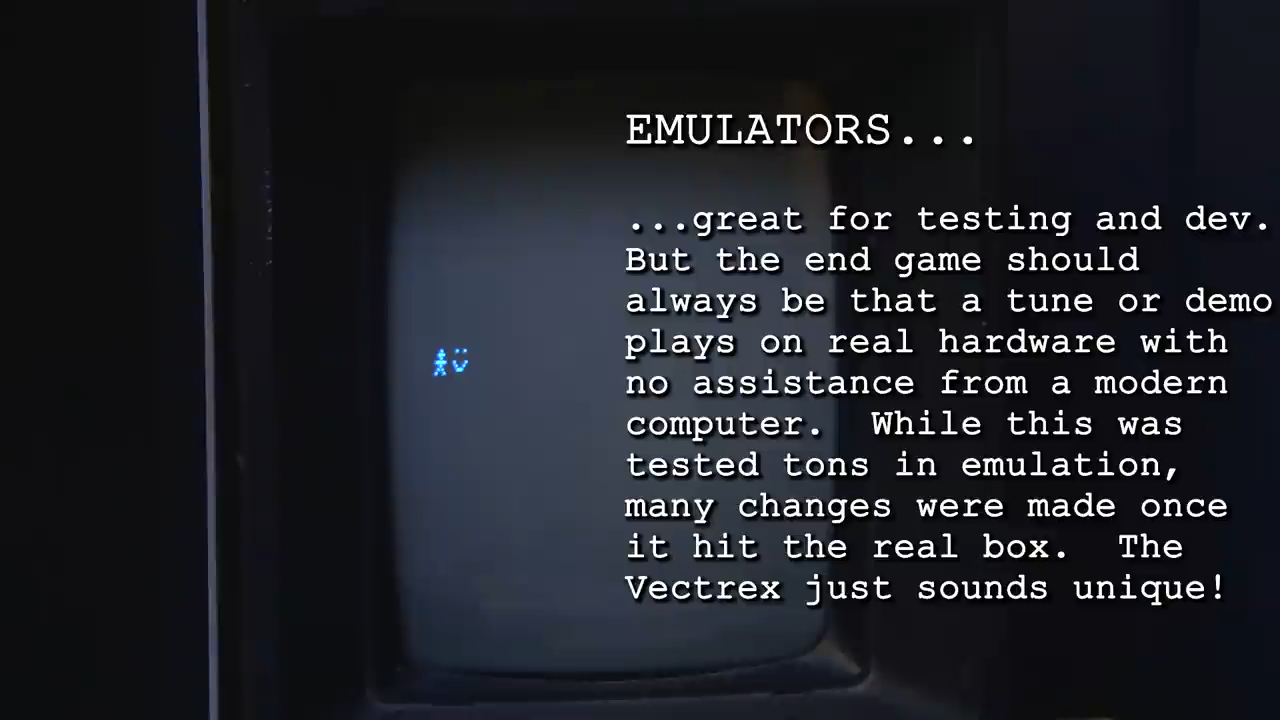 EMULATORS...
...great for testing and dev.
But the end game should
always be that a tune or demo
plays on real hardware with
no assistance from a modern
computer.  While this was
tested tons in emulation,
many changes were made once
it hit the real box.  The
Vectrex just sounds unique!